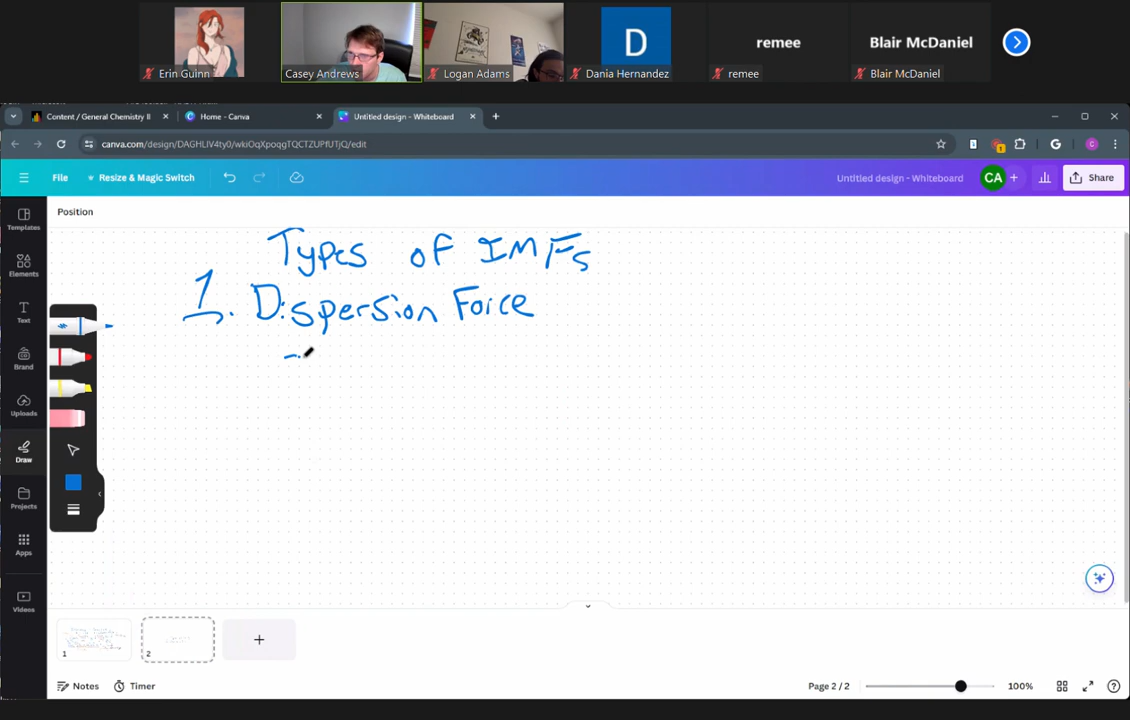 Erin Guinn
Casey Andrews
Logan Adams
D
Dania Hernandez
remee
remee
Blair McDaniel
Blair McDaniel
Content / General Chemistry II
Home - Canva
Untitled design - Whiteboard
canva.com/design/DAGHLIV4ty0/wkiOqXpoqgTQCTZUPfUTjQ/edit
G
C
File
Resize & Magic Switch
Untitled design - Whiteboard
CA
Share
Position
Templates
Elements
Text
Brand
Uploads
Draw
Projects
Apps
Videos
Types of IMFs
1. Dispersion Force
1
2
Notes
Timer
Page 2 / 2
100%